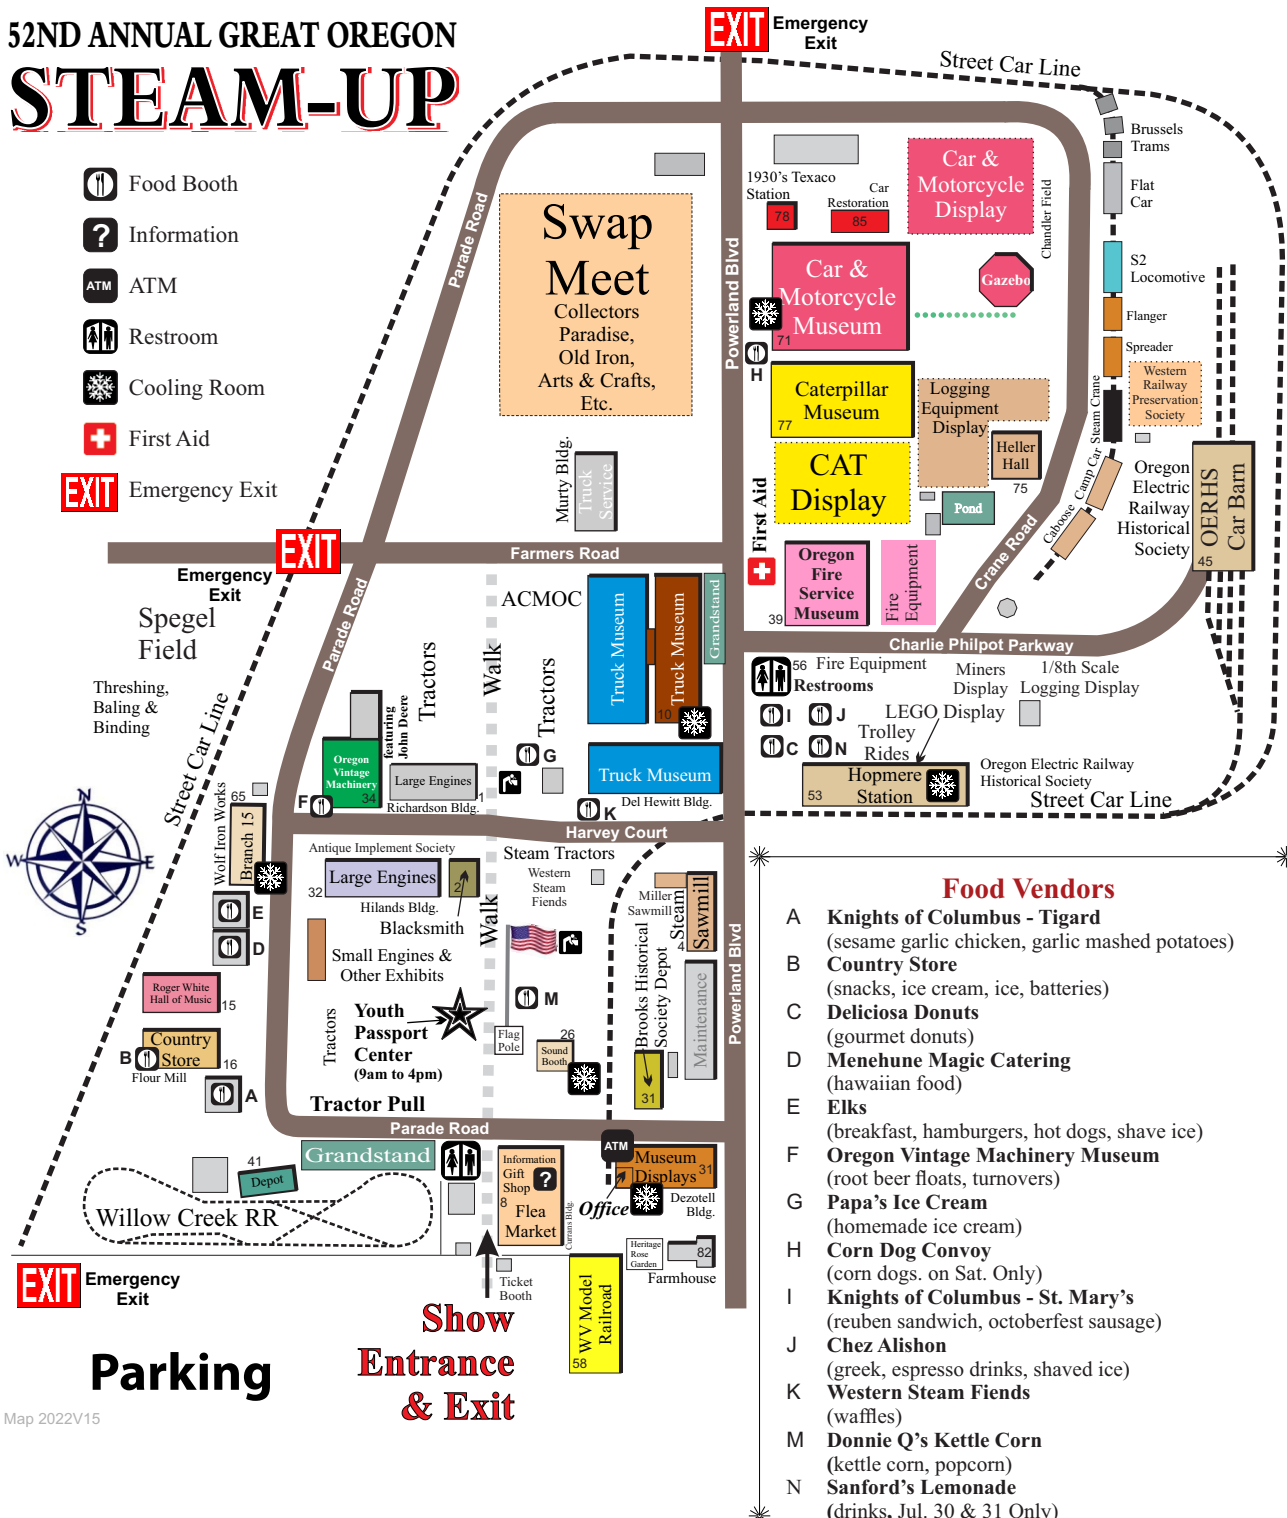 52ND ANNUAL GREAT OREGON
STEAM-UP
Food Booth
? Information
ATM ATM
Restroom
Cooling Room
First Aid
EXIT Emergency Exit
EXIT Emergency
Exit
Street Car Line
Brussels
Trams
Flat
Car
S2
Locomotive
Flanger
Spreader
Steam Crane
Camp Car
Caboose
Western
Railway
Preservation
Society
Parade Road
Powerland Blvd
Swap
Meet
Collectors
Paradise,
Old Iron,
Arts & Crafts,
Etc.
1930's Texaco
Station
78
Car
Restoration
85
Car &
Motorcycle
Display
Chandler Field
Car &
Motorcycle
Museum
71
Gazebo
H
Caterpillar
Museum
77
Logging
Equipment
Display
Heller
Hall
75
CAT
Display
Pond
Murty Bldg.
Truck
Service
First Aid
Oregon
Electric
Railway
Historical
Society
OERHS
Car Barn
45
EXIT
Emergency
Exit
Farmers Road
Crane Road
Oregon
Fire
Service
Museum
39
Fire
Equipment
Charlie Philpot Parkway
Spegel
Field
Threshing,
Baling &
Binding
Street Car Line
Parade Road
ACMOC
Truck Museum
Truck Museum
10
Grandstand
Tractors
Walk
Tractors
56 Fire Equipment
Restrooms
Miners
Display
1/8th Scale
Logging Display
I
J
C
N
LEGO Display
Trolley
Rides
Hopmere
Station
53
Oregon Electric Railway
Historical Society
Street Car Line
featuring
John Deere
Oregon
Vintage
Machinery
34
F
Large Engines
1
Richardson Bldg.
G
Truck Museum
Del Hewitt Bldg.
K
Harvey Court
N
W
E
S
65
Wolf Iron Works
Branch 15
E
D
Antique Implement Society
32
Large Engines
Hilands Bldg.
2
Blacksmith
Small Engines &
Other Exhibits
Walk
Steam Tractors
Western
Steam
Fiends
Miller
Sawmill
Steam
Sawmill
4
Powerland Blvd
Roger White
Hall of Music
15
B
Country
Store
16
Flour Mill
A
Tractors
Youth
Passport
Center
(9am to 4pm)
M
Flag
Pole
26
Sound
Booth
Brooks Historical
Society Depot
31
Maintenance
Tractor Pull
Parade Road
Grandstand
41
Depot
Willow Creek RR
Information
Gift
Shop
?
8
Flea
Market
Currans Bldg.
ATM
Museum
Displays
31
Office
Dezotell
Bldg.
Heritage
Rose
Garden
82
Farmhouse
Ticket
Booth
WV Model
Railroad
58
EXIT Emergency
Exit
Show
Entrance
& Exit
Parking
Map 2022V15
Food Vendors
A Knights of Columbus - Tigard
(sesame garlic chicken, garlic mashed potatoes)
B Country Store
(snacks, ice cream, ice, batteries)
C Deliciosa Donuts
(gourmet donuts)
D Menehune Magic Catering
(hawaiian food)
E Elks
(breakfast, hamburgers, hot dogs, shave ice)
F Oregon Vintage Machinery Museum
(root beer floats, turnovers)
G Papa's Ice Cream
(homemade ice cream)
H Corn Dog Convoy
(corn dogs. on Sat. Only)
I Knights of Columbus - St. Mary's
(reuben sandwich, octoberfest sausage)
J Chez Alishon
(greek, espresso drinks, shaved ice)
K Western Steam Fiends
(waffles)
M Donnie Q's Kettle Corn
(kettle corn, popcorn)
N Sanford's Lemonade
(drinks, Jul. 30 & 31 Only)